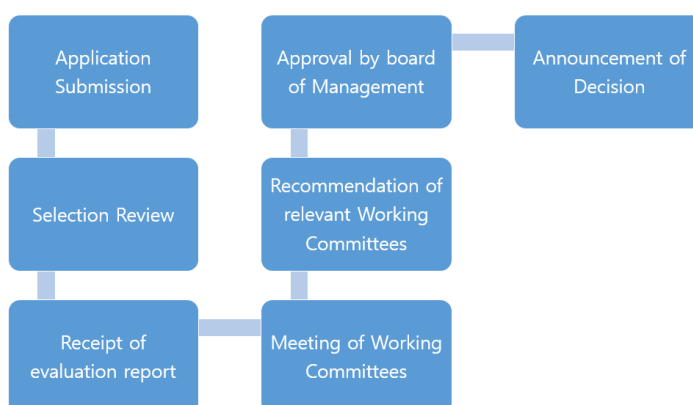 Application
Submission
Selection Review
Receipt of
evaluation report
Meeting of Working
Committees
Recommendation of
relevant Working
Committees
Approval by board
of Management
Announcement of
Decision